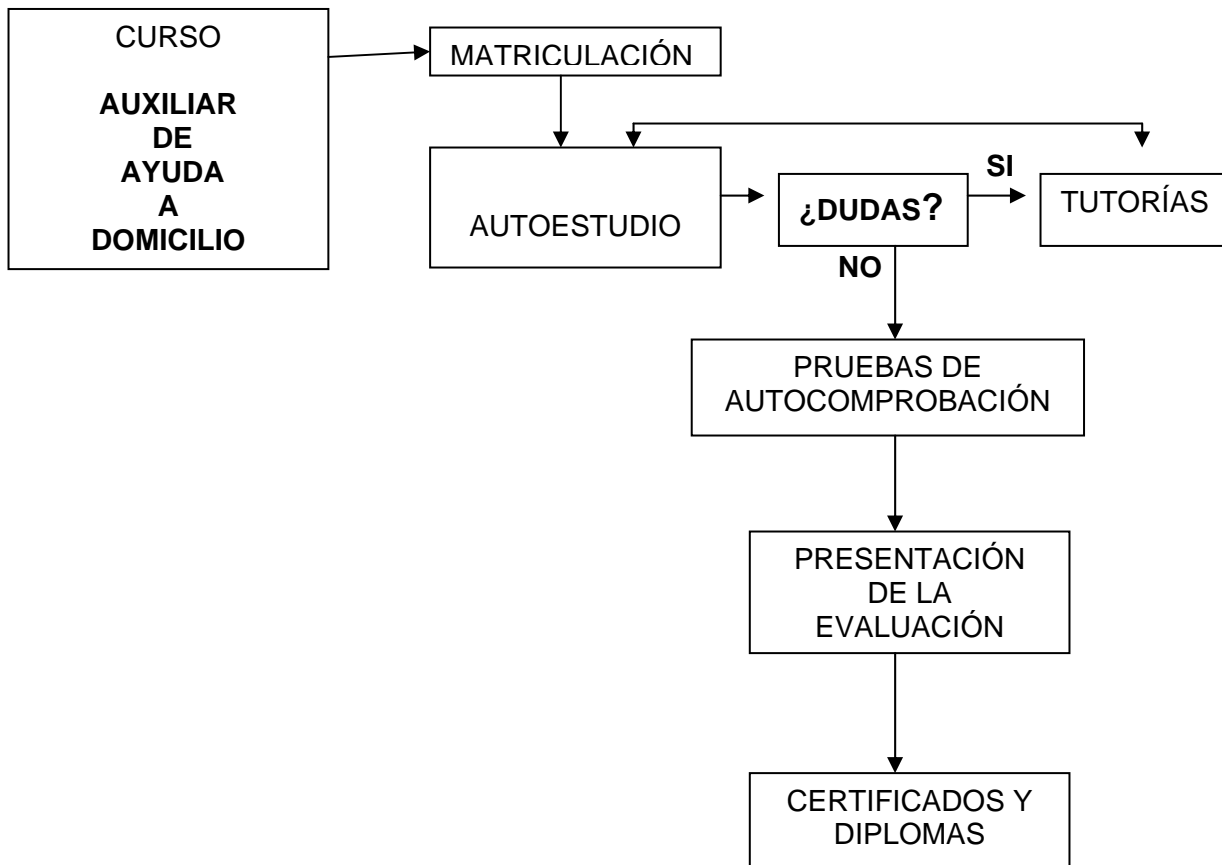 CURSO
AUXILIAR
DE
AYUDA
A
DOMICILIO
MATRICULACIÓN
AUTOESTUDIO
¿DUDAS?
SI
TUTORÍAS
NO
PRUEBAS DE
AUTOCOMPROBACIÓN
PRESENTACIÓN
DE LA
EVALUACIÓN
CERTIFICADOS Y
DIPLOMAS